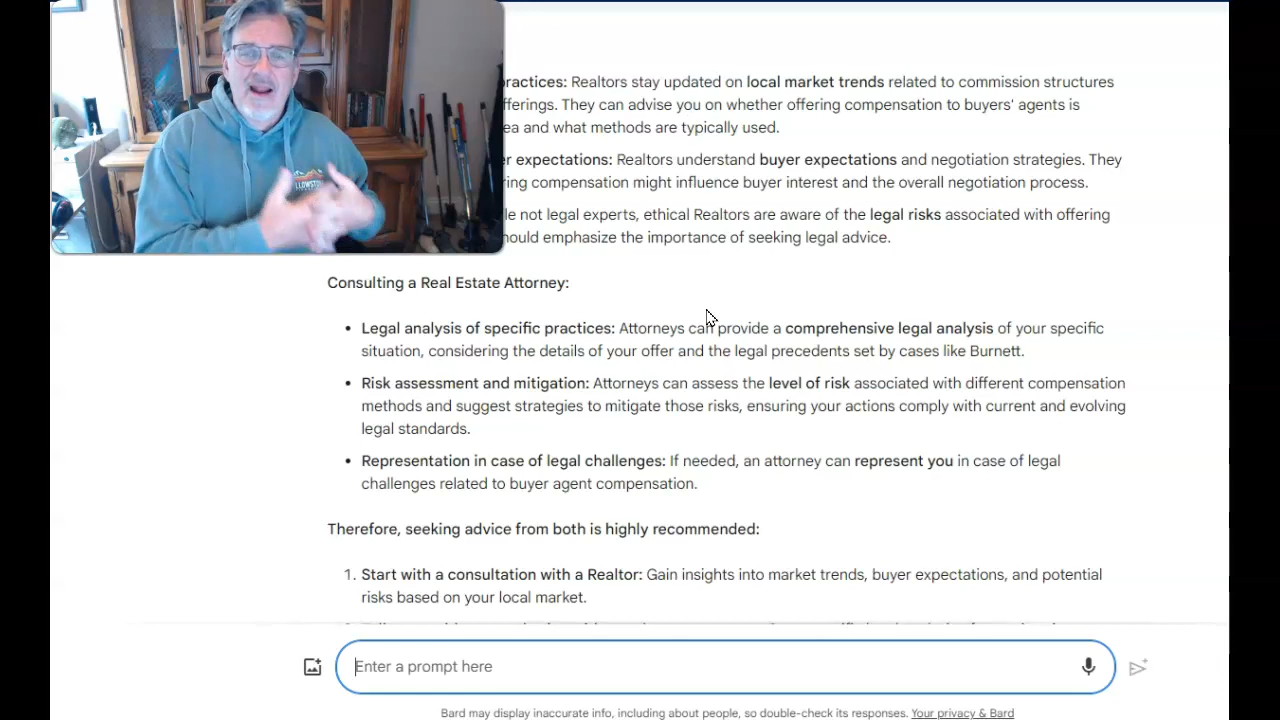 practices: Realtors stay updated on local market trends related to commission structures
fferings. They can advise you on whether offering compensation to buyers' agents is
ea and what methods are typically used.
er expectations: Realtors understand buyer expectations and negotiation strategies. They
ring compensation might influence buyer interest and the overall negotiation process.
le not legal experts, ethical Realtors are aware of the legal risks associated with offering
hould emphasize the importance of seeking legal advice.
Consulting a Real Estate Attorney:
• Legal analysis of specific practices: Attorneys can provide a comprehensive legal analysis of your specific
situation, considering the details of your offer and the legal precedents set by cases like Burnett.
• Risk assessment and mitigation: Attorneys can assess the level of risk associated with different compensation
methods and suggest strategies to mitigate those risks, ensuring your actions comply with current and evolving
legal standards.
• Representation in case of legal challenges: If needed, an attorney can represent you in case of legal
challenges related to buyer agent compensation.
Therefore, seeking advice from both is highly recommended:
1. Start with a consultation with a Realtor: Gain insights into market trends, buyer expectations, and potential
risks based on your local market.
Enter a prompt here
Bard may display inaccurate info, including about people, so double-check its responses. Your privacy & Bard